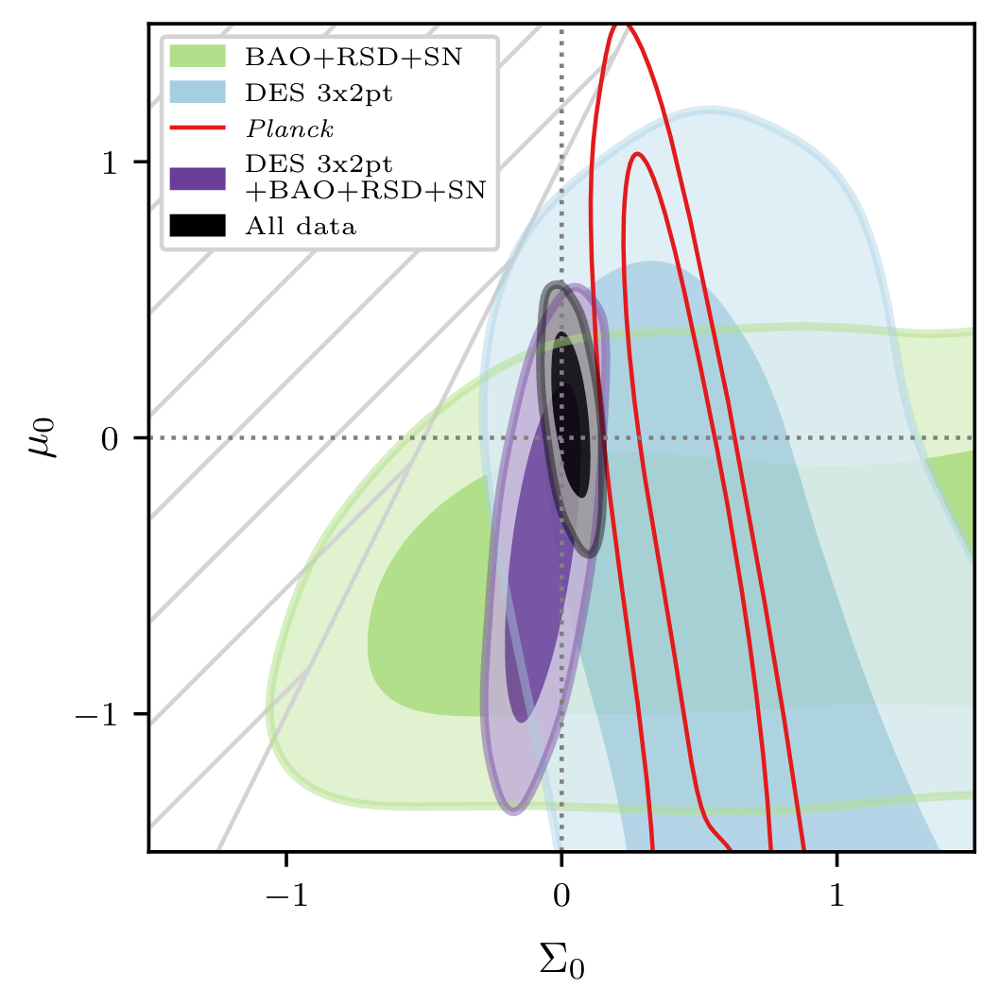 BAO+RSD+SN
DES 3x2pt
Planck
DES 3x2pt
+BAO+RSD+SN
All data
1
0
−1
μ0
−1
0
1
Σ0